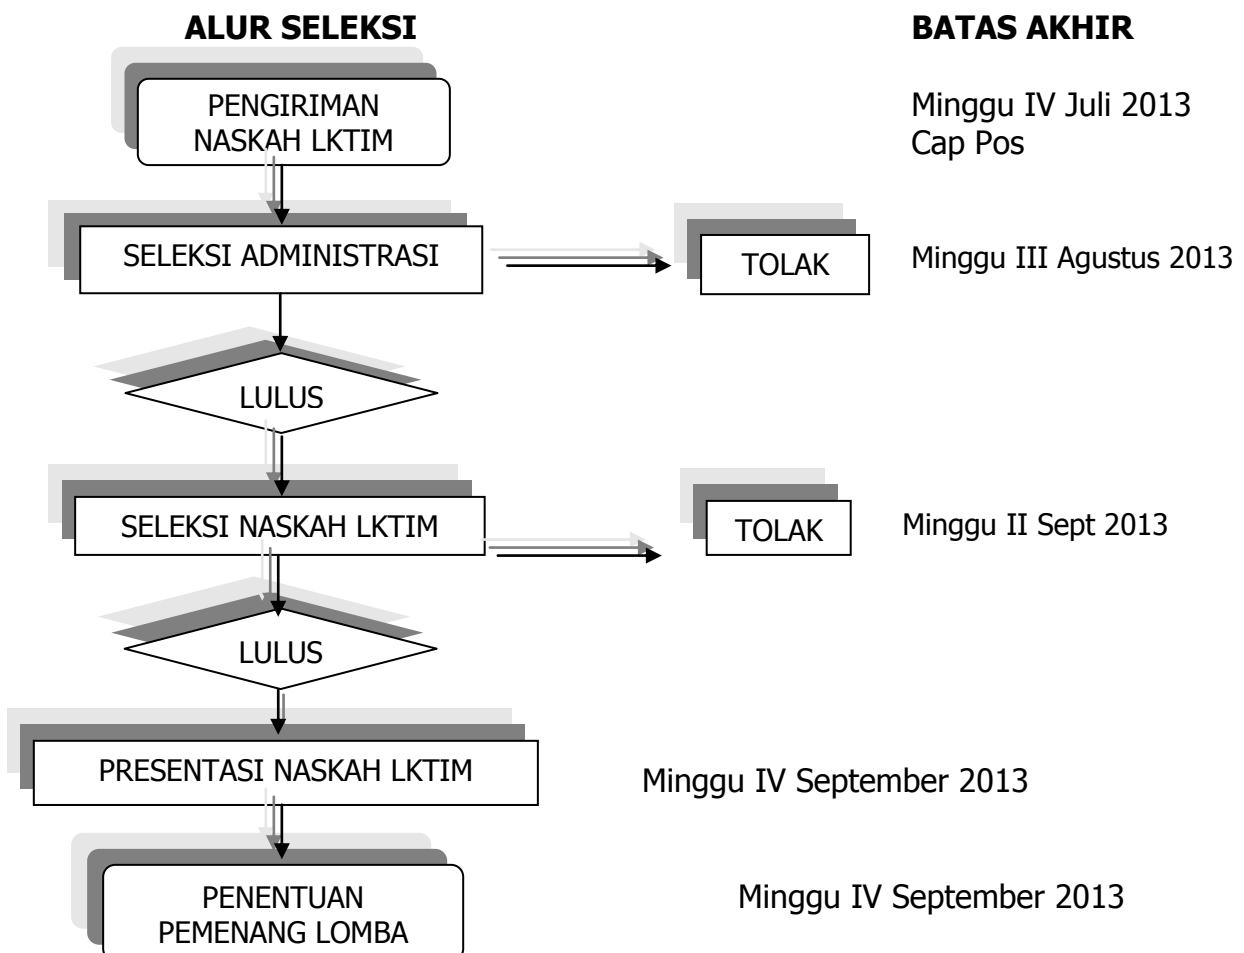 ALUR SELEKSI
BATAS AKHIR
PENGIRIMAN
NASKAH LKTIM
Minggu IV Juli 2013
Cap Pos
SELEKSI ADMINISTRASI
TOLAK
Minggu III Agustus 2013
LULUS
SELEKSI NASKAH LKTIM
TOLAK
Minggu II Sept 2013
LULUS
PRESENTASI NASKAH LKTIM
Minggu IV September 2013
PENENTUAN
PEMENANG LOMBA
Minggu IV September 2013